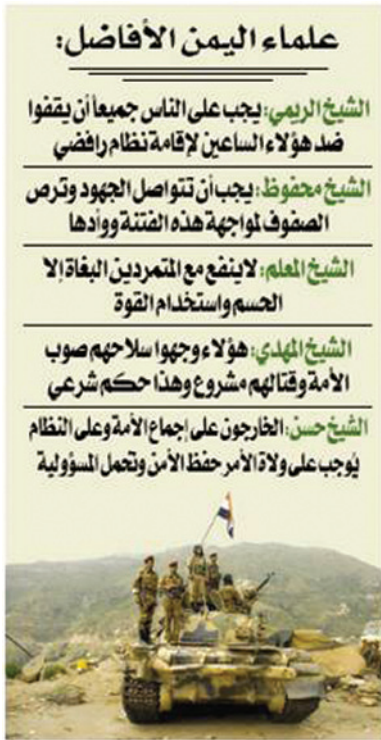 علماء اليمن الأفاضل:
الشيخ الريمي: يجب على الناس جميعاً أن يقفوا
ضد هؤلاء الساعين لإقامة نظام رافضي
الشيخ محفوظ: يجب أن تتواصل الجهود وترص
الصفوف لمواجهة هذه الفتنة ووأدها
الشيخ المعلم: لا ينفع مع المتمردين البغاة إلا
الحسم واستخدام القوة
الشيخ المهدي: هؤلاء وجهوا سلاحهم صوب
الأمة وقتالهم مشروع وهذا حكم شرعي
الشيخ حسن: الخارجون على إجماع الأمة وعلى النظام
يُوجب على ولاة الأمر حفظ الأمن وتحمل المسؤولية